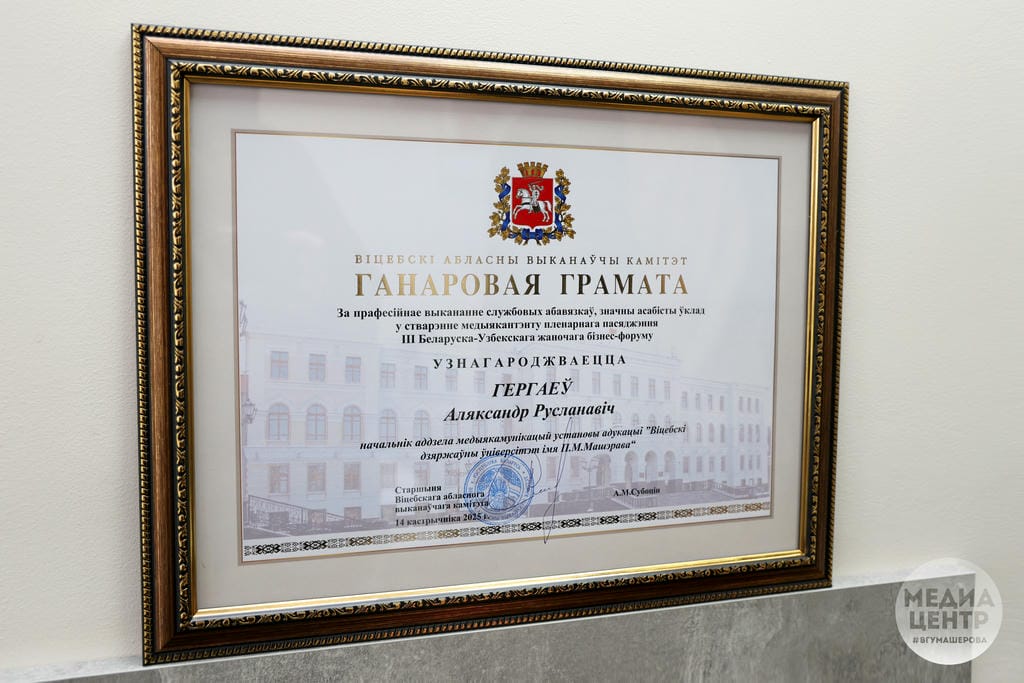 ВІЦЕБСКІ АБЛАСНЫ ВЫКАНАЎЧЫ КАМІТЭТ
ГАНАРОВАЯ ГРАМАТА
За прафесійнае выкананне службовых абавязкаў, значны асабісты ўклад
у стварэнне медыякантэнту пленарнага пасяджэння
III Беларуска-Узбекскага жаночага бізнес-форуму
УЗНАГАРОДЖВАЕЦЦА
ГЕРГАЕЎ
Аляксандр Русланавіч
начальнік аддзела медыякамунікацый установы адукацыі "Віцебскі
дзяржаўны ўніверсітэт імя П.М.Машэрава“
Старшыня
Віцебскага абласнога
выканаўчага камітэта
А.М.Субоцін
14 кастрычніка 2025 г.
МЕДИА
ЦЕНТР
#ВГУМАШЕРОВА